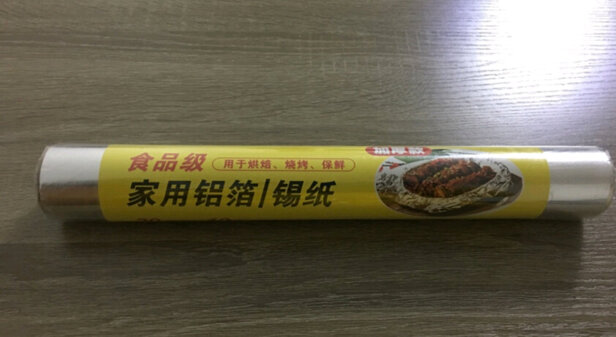 食品级
用于烘焙、烧烤、保鲜
加厚款
家用铝箔|锡纸